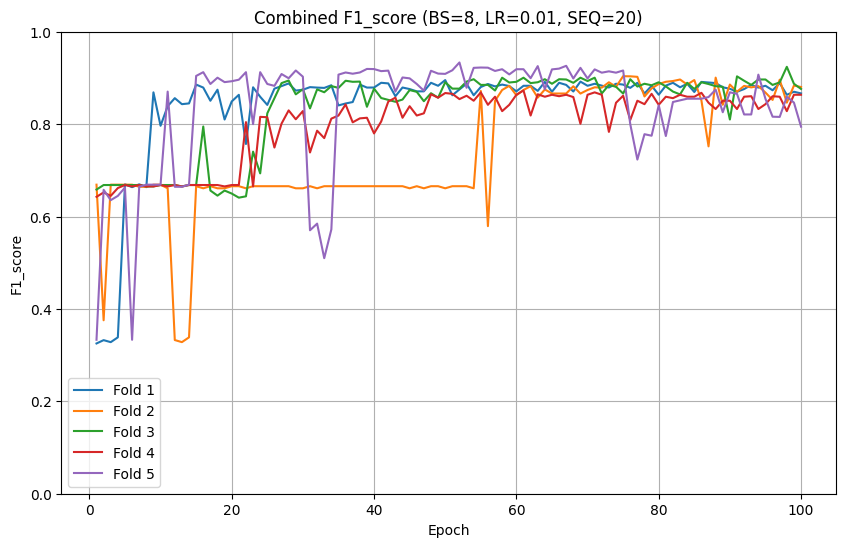 Combined F1_score (BS=8, LR=0.01, SEQ=20)
F1_score
1.0
0.8
0.6
0.4
0.2
0.0
Fold 1
Fold 2
Fold 3
Fold 4
Fold 5
0
20
40
60
80
100
Epoch